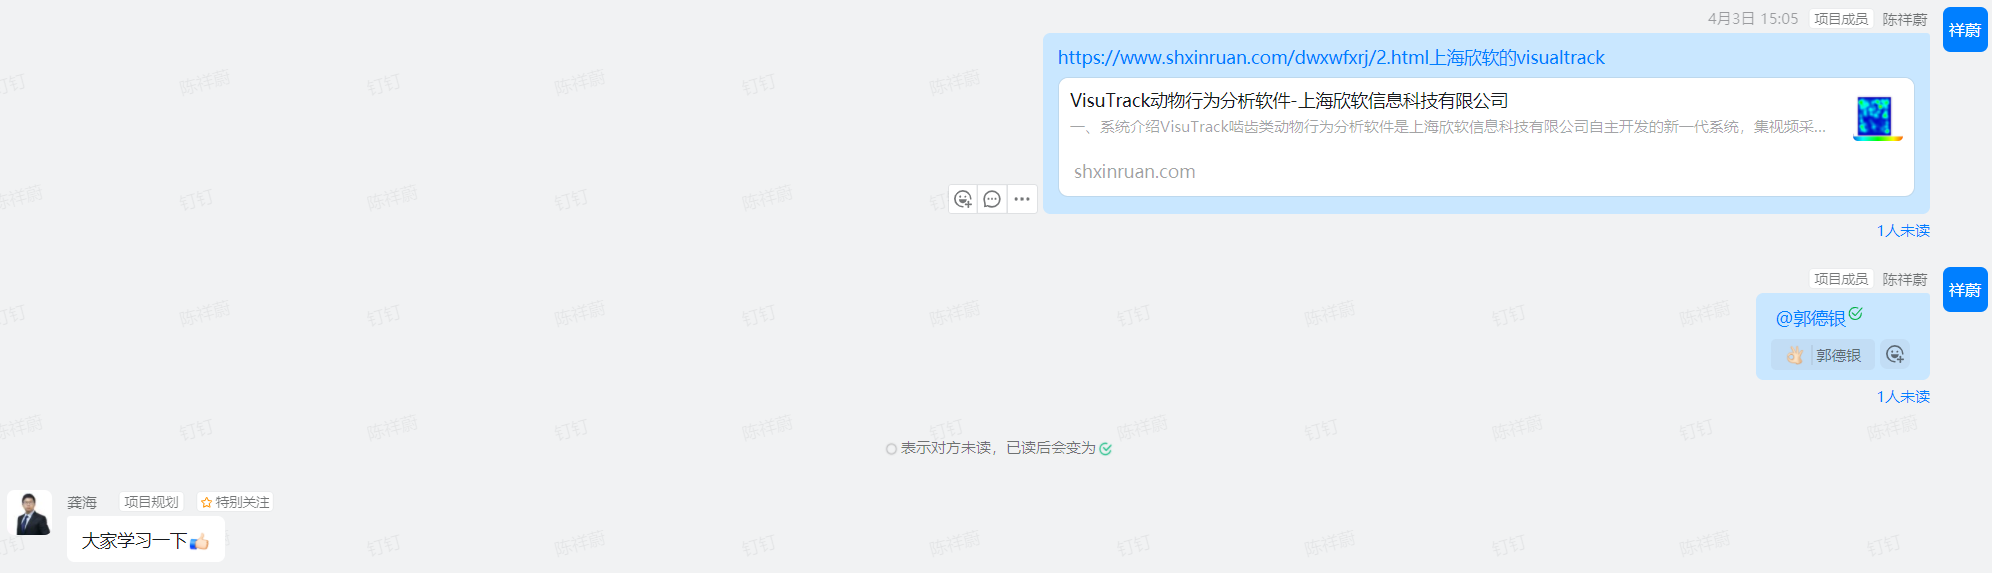 4月3日 15:05 项目成员 陈祥蔚
祥蔚
https://www.shxinruan.com/dwxwfxrj/2.html上海欣软的visualtrack
VisuTrack动物行为分析软件-上海欣软信息科技有限公司
一、系统介绍VisuTrack啮齿类动物行为分析软件是上海欣软信息科技有限公司自主开发的新一代系统，集视频采...
shxinruan.com
1人未读
项目成员 陈祥蔚
祥蔚
@郭德银
郭德银
1人未读
表示对方未读，已读后会变为
龚海 项目规划 特别关注
大家学习一下
钉钉 陈祥蔚